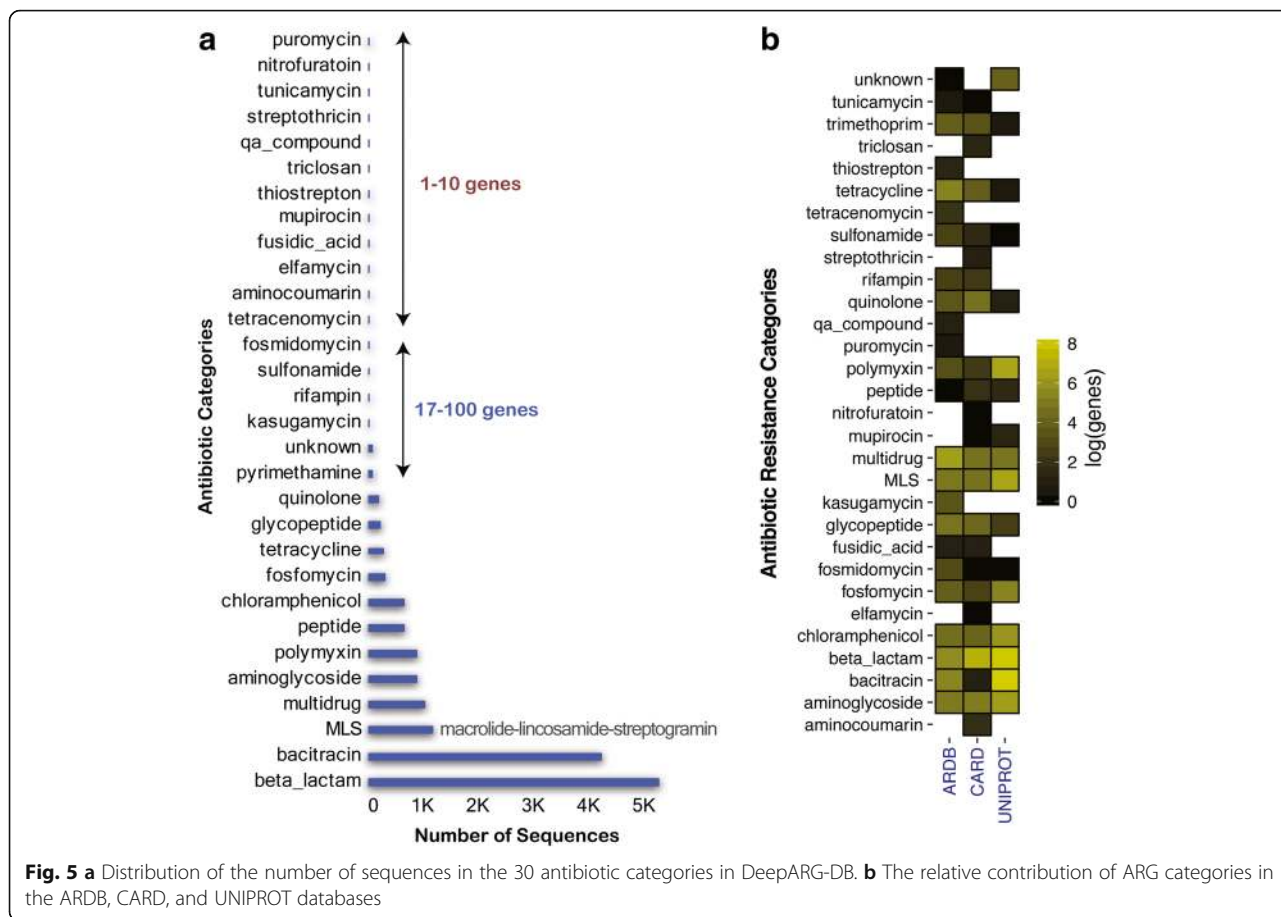 a
puromycin
nitrofuratoin
tunicamycin
streptothricin
qa_compound
triclosan
thiostrepton
mupirocin
fusidic_acid
elfamycin
aminocoumarin
tetracenomycin
fosmidomycin
sulfonamide
rifampin
kasugamycin
unknown
pyrimethamine
quinolone
glycopeptide
tetracycline
fosfomycin
chloramphenicol
peptide
polymyxin
aminoglycoside
multidrug
MLS
bacitracin
beta_lactam
Antibiotic Categories
1-10 genes
17-100 genes
macrolide-lincosamide-streptogramin
0 1K 2K 3K 4K 5K
Number of Sequences
b
unknown
tunicamycin
trimethoprim
triclosan
thiostrepton
tetracycline
tetracenomycin
sulfonamide
streptothricin
rifampin
quinolone
qa_compound
puromycin
polymyxin
peptide
nitrofuratoin
mupirocin
multidrug
MLS
kasugamycin
glycopeptide
fusidic_acid
fosmidomycin
fosfomycin
elfamycin
chloramphenicol
beta_lactam
bacitracin
aminoglycoside
aminocoumarin
Antibiotic Resistance Categories
ARDB
CARD
UNIPROT
8
6
4
2
0
log(genes)
Fig. 5 a Distribution of the number of sequences in the 30 antibiotic categories in DeepARG-DB. b The relative contribution of ARG categories in
the ARDB, CARD, and UNIPROT databases